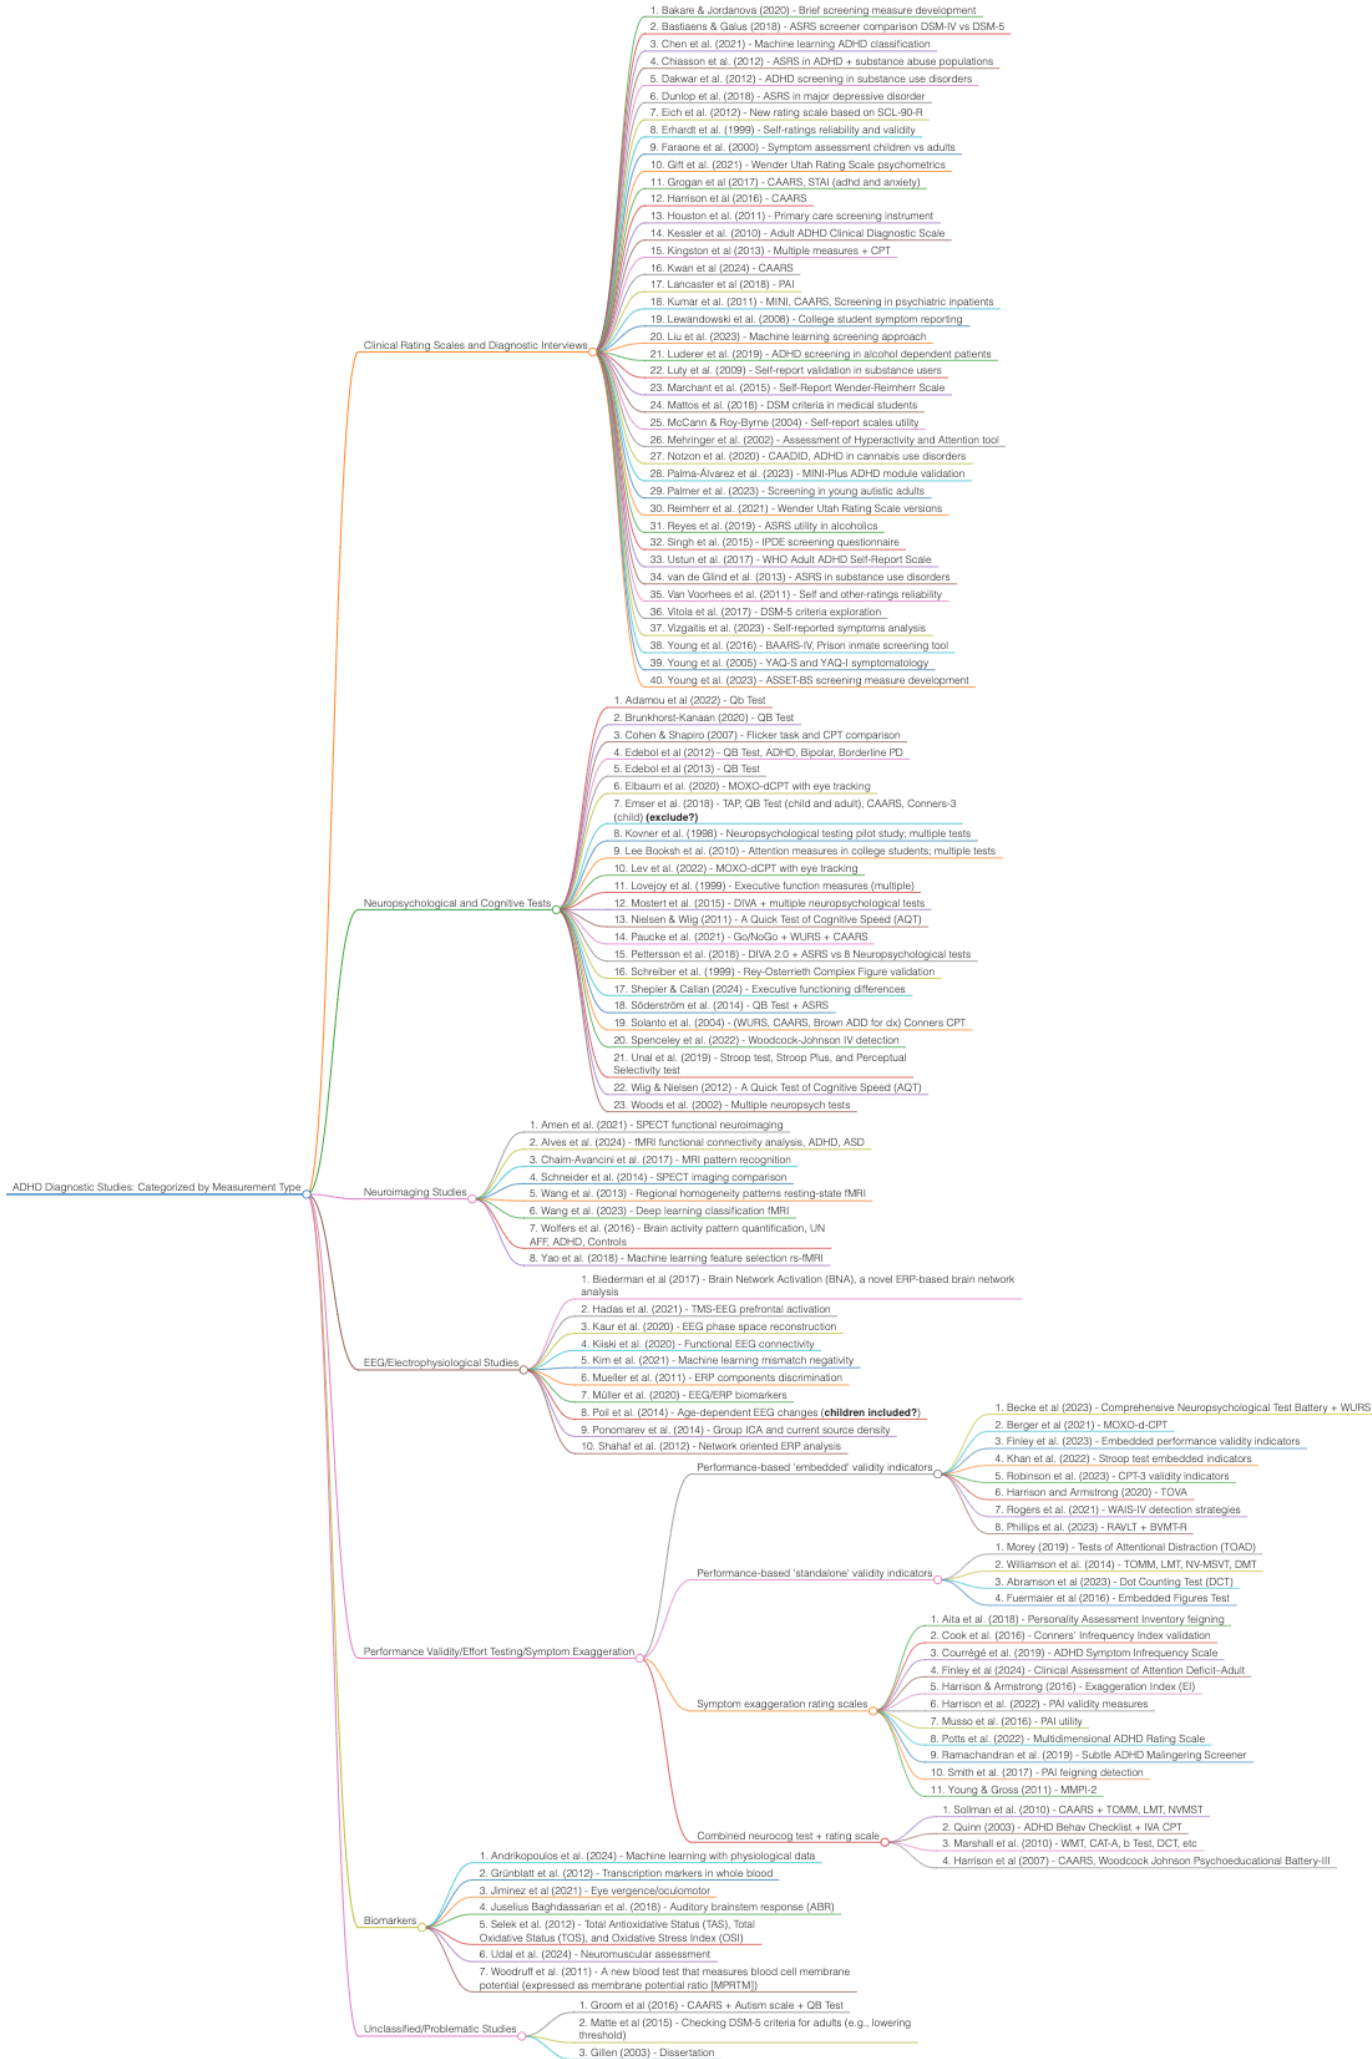 ADHD Diagnostic Studies: Categorized by Measurement Type
Clinical Rating Scales and Diagnostic Interviews
1. Bakare & Jordanova (2020) - Brief screening measure development
2. Bastiaens & Galus (2018) - ASRS screener comparison DSM-IV vs DSM-5
3. Chen et al. (2021) - Machine learning ADHD classification
4. Chiasson et al. (2012) - ASRS in ADHD + substance abuse populations
5. Dakwar et al. (2012) - ADHD screening in substance use disorders
6. Dunlop et al. (2018) - ASRS in major depressive disorder
7. Eich et al. (2012) - New rating scale based on SCL-90-R
8. Erhardt et al. (1999) - Self-ratings reliability and validity
9. Faraone et al. (2000) - Symptom assessment children vs adults
10. Gift et al. (2021) - Wender Utah Rating Scale psychometrics
11. Grogan et al (2017) - CAARS, STAI (adhd and anxiety)
12. Harrison et al (2016) - CAARS
13. Houston et al. (2011) - Primary care screening instrument
14. Kessler et al. (2010) - Adult ADHD Clinical Diagnostic Scale
15. Kingston et al (2013) - Multiple measures + CPT
16. Kwan et al (2024) - CAARS
17. Lancaster et al (2018) - PAI
18. Kumar et al. (2011) - MINI, CAARS, Screening in psychiatric inpatients
19. Lewandowski et al. (2008) - College student symptom reporting
20. Liu et al. (2023) - Machine learning screening approach
21. Luderer et al. (2019) - ADHD screening in alcohol dependent patients
22. Luty et al. (2009) - Self-report validation in substance users
23. Marchant et al. (2015) - Self-Report Wender-Reimherr Scale
24. Mattos et al. (2018) - DSM criteria in medical students
25. McCann & Roy-Byrne (2004) - Self-report scales utility
26. Mehringer et al. (2002) - Assessment of Hyperactivity and Attention tool
27. Notzon et al. (2020) - CAADID, ADHD in cannabis use disorders
28. Palma-Álvarez et al. (2023) - MINI-Plus ADHD module validation
29. Palmer et al. (2023) - Screening in young autistic adults
30. Reimherr et al. (2021) - Wender Utah Rating Scale versions
31. Reyes et al. (2019) - ASRS utility in alcoholics
32. Singh et al. (2015) - IPDE screening questionnaire
33. Ustun et al. (2017) - WHO Adult ADHD Self-Report Scale
34. van de Glind et al. (2013) - ASRS in substance use disorders
35. Van Voorhees et al. (2011) - Self and other-ratings reliability
36. Vitola et al. (2017) - DSM-5 criteria exploration
37. Vizgaitis et al. (2023) - Self-reported symptoms analysis
38. Young et al. (2016) - BAARS-IV, Prison inmate screening tool
39. Young et al. (2005) - YAQ-S and YAQ-I symptomatology
40. Young et al. (2023) - ASSET-BS screening measure development
Neuropsychological and Cognitive Tests
1. Adamou et al (2022) - Qb Test
2. Brunkhorst-Kanaan (2020) - QB Test
3. Cohen & Shapiro (2007) - Flicker task and CPT comparison
4. Edebol et al (2012) - QB Test, ADHD, Bipolar, Borderline PD
5. Edebol et al (2013) - QB Test
6. Elbaum et al. (2020) - MOXO-dCPT with eye tracking
7. Emser et al. (2018) - TAP, QB Test (child and adult), CAARS, Conners-3
(child) (exclude?)
8. Kovner et al. (1998) - Neuropsychological testing pilot study; multiple tests
9. Lee Booksh et al. (2010) - Attention measures in college students; multiple tests
10. Lev et al. (2022) - MOXO-dCPT with eye tracking
11. Lovejoy et al. (1999) - Executive function measures (multiple)
12. Mostert et al. (2015) - DIVA + multiple neuropsychological tests
13. Nielsen & Wiig (2011) - A Quick Test of Cognitive Speed (AQT)
14. Paucke et al. (2021) - Go/NoGo + WURS + CAARS
15. Pettersson et al. (2018) - DIVA 2.0 + ASRS vs 8 Neuropsychological tests
16. Schreiber et al. (1999) - Rey-Osterrieth Complex Figure validation
17. Shepler & Callan (2024) - Executive functioning differences
18. Söderström et al. (2014) - QB Test + ASRS
19. Solanto et al. (2004) - (WURS, CAARS, Brown ADD for dx) Conners CPT
20. Spenceley et al. (2022) - Woodcock-Johnson IV detection
21. Unal et al. (2019) - Stroop test, Stroop Plus, and Perceptual
Selectivity test
22. Wiig & Nielsen (2012) - A Quick Test of Cognitive Speed (AQT)
23. Woods et al. (2002) - Multiple neuropsych tests
Neuroimaging Studies
1. Amen et al. (2021) - SPECT functional neuroimaging
2. Alves et al. (2024) - fMRI functional connectivity analysis, ADHD, ASD
3. Chaim-Avancini et al. (2017) - MRI pattern recognition
4. Schneider et al. (2014) - SPECT imaging comparison
5. Wang et al. (2013) - Regional homogeneity patterns resting-state fMRI
6. Wang et al. (2023) - Deep learning classification fMRI
7. Wolfers et al. (2016) - Brain activity pattern quantification, UN
AFF, ADHD, Controls
8. Yao et al. (2018) - Machine learning feature selection rs-fMRI
EEG/Electrophysiological Studies
1. Biederman et al (2017) - Brain Network Activation (BNA), a novel ERP-based brain network
analysis
2. Hadas et al. (2021) - TMS-EEG prefrontal activation
3. Kaur et al. (2020) - EEG phase space reconstruction
4. Kiiski et al. (2020) - Functional EEG connectivity
5. Kim et al. (2021) - Machine learning mismatch negativity
6. Mueller et al. (2011) - ERP components discrimination
7. Müller et al. (2020) - EEG/ERP biomarkers
8. Poil et al. (2014) - Age-dependent EEG changes (children included?)
9. Ponomarev et al. (2014) - Group ICA and current source density
10. Shahaf et al. (2012) - Network oriented ERP analysis
Performance Validity/Effort Testing/Symptom Exaggeration
Performance-based 'embedded' validity indicators
1. Becke et al (2023) - Comprehensive Neuropsychological Test Battery + WURS
2. Berger et al (2021) - MOXO-d-CPT
3. Finley et al. (2023) - Embedded performance validity indicators
4. Khan et al. (2022) - Stroop test embedded indicators
5. Robinson et al. (2023) - CPT-3 validity indicators
6. Harrison and Armstrong (2020) - TOVA
7. Rogers et al. (2021) - WAIS-IV detection strategies
8. Phillips et al. (2023) - RAVLT + BVMT-R
Performance-based 'standalone' validity indicators
1. Morey (2019) - Tests of Attentional Distraction (TOAD)
2. Williamson et al. (2014) - TOMM, LMT, NV-MSVT, DMT
3. Abramson et al (2023) - Dot Counting Test (DCT)
4. Fuermaier et al (2016) - Embedded Figures Test
Symptom exaggeration rating scales
1. Aita et al. (2018) - Personality Assessment Inventory feigning
2. Cook et al. (2016) - Conners' Infrequency Index validation
3. Courrégé et al. (2019) - ADHD Symptom Infrequency Scale
4. Finley et al (2024) - Clinical Assessment of Attention Deficit–Adult
5. Harrison & Armstrong (2016) - Exaggeration Index (EI)
6. Harrison et al. (2022) - PAI validity measures
7. Musso et al. (2016) - PAI utility
8. Potts et al. (2022) - Multidimensional ADHD Rating Scale
9. Ramachandran et al. (2019) - Subtle ADHD Malingering Screener
10. Smith et al. (2017) - PAI feigning detection
11. Young & Gross (2011) - MMPI-2
Combined neurocog test + rating scale
1. Sollman et al. (2010) - CAARS + TOMM, LMT, NVMST
2. Quinn (2003) - ADHD Behav Checklist + IVA CPT
3. Marshall et al. (2010) - WMT, CAT-A, b Test, DCT, etc
4. Harrison et al (2007) - CAARS, Woodcock Johnson Psychoeducational Battery-III
Biomarkers
1. Andrikopoulos et al. (2024) - Machine learning with physiological data
2. Grünblatt et al. (2012) - Transcription markers in whole blood
3. Jiminez et al (2021) - Eye vergence/oculomotor
4. Juselius Baghdassarian et al. (2018) - Auditory brainstem response (ABR)
5. Selek et al. (2012) - Total Antioxidative Status (TAS), Total
Oxidative Status (TOS), and Oxidative Stress Index (OSI)
6. Udal et al. (2024) - Neuromuscular assessment
7. Woodruff et al. (2011) - A new blood test that measures blood cell membrane
potential (expressed as membrane potential ratio [MPRTM])
Unclassified/Problematic Studies
1. Groom et al (2016) - CAARS + Autism scale + QB Test
2. Matte et al (2015) - Checking DSM-5 criteria for adults (e.g., lowering
threshold)
3. Gillen (2003) - Dissertation